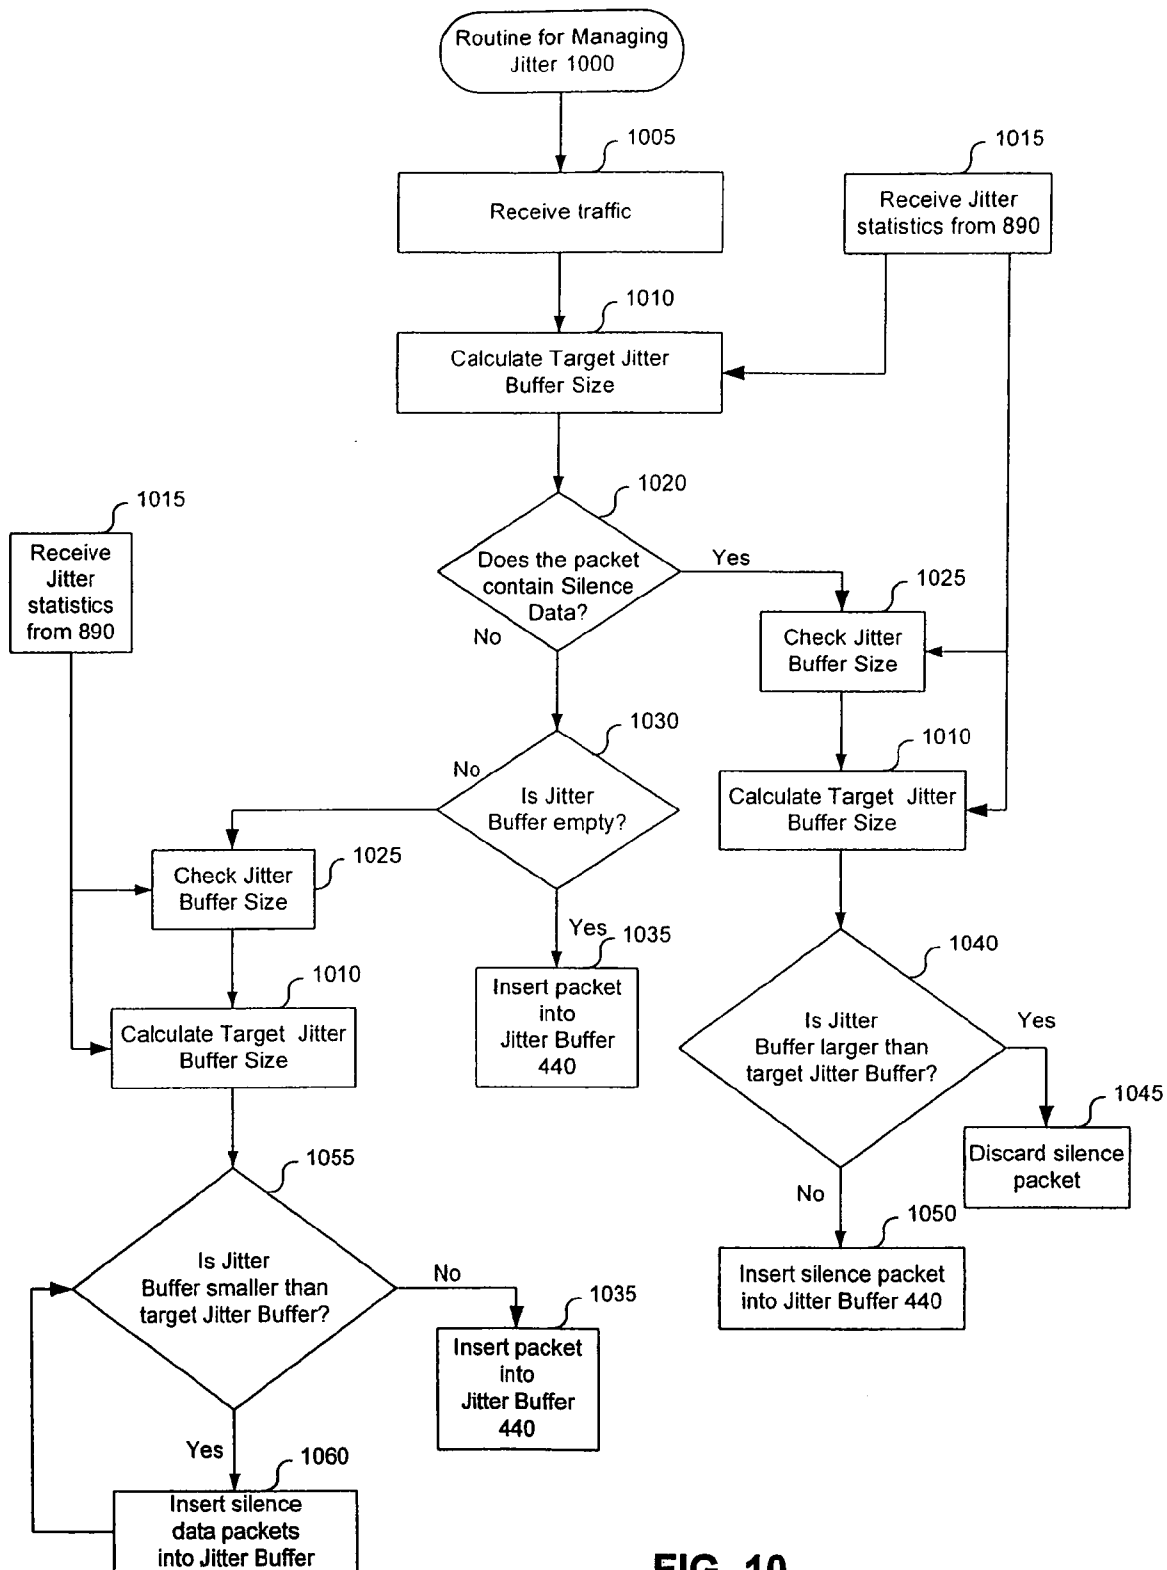 Routine for Managing
Jitter 1000
1005
1015
Receive traffic
Receive Jitter
statistics from 890
1010
Calculate Target Jitter
Buffer Size
1015
Receive
Jitter
statistics
from 890
1020
Does the packet
contain Silence
Data?
Yes
No
1025
Check Jitter
Buffer Size
1030
Is Jitter
Buffer empty?
No
Yes
1010
Calculate Target Jitter
Buffer Size
1025
Check Jitter
Buffer Size
1035
Insert packet
into
Jitter Buffer
440
1010
Calculate Target Jitter
Buffer Size
1040
Is Jitter
Buffer larger than
target Jitter Buffer?
Yes
No
1045
Discard silence
packet
1050
Insert silence packet
into Jitter Buffer 440
1055
Is Jitter
Buffer smaller than
target Jitter Buffer?
No
Yes
1035
Insert packet
into
Jitter Buffer
440
1060
Insert silence
data packets
into Jitter Buffer
FIG. 10